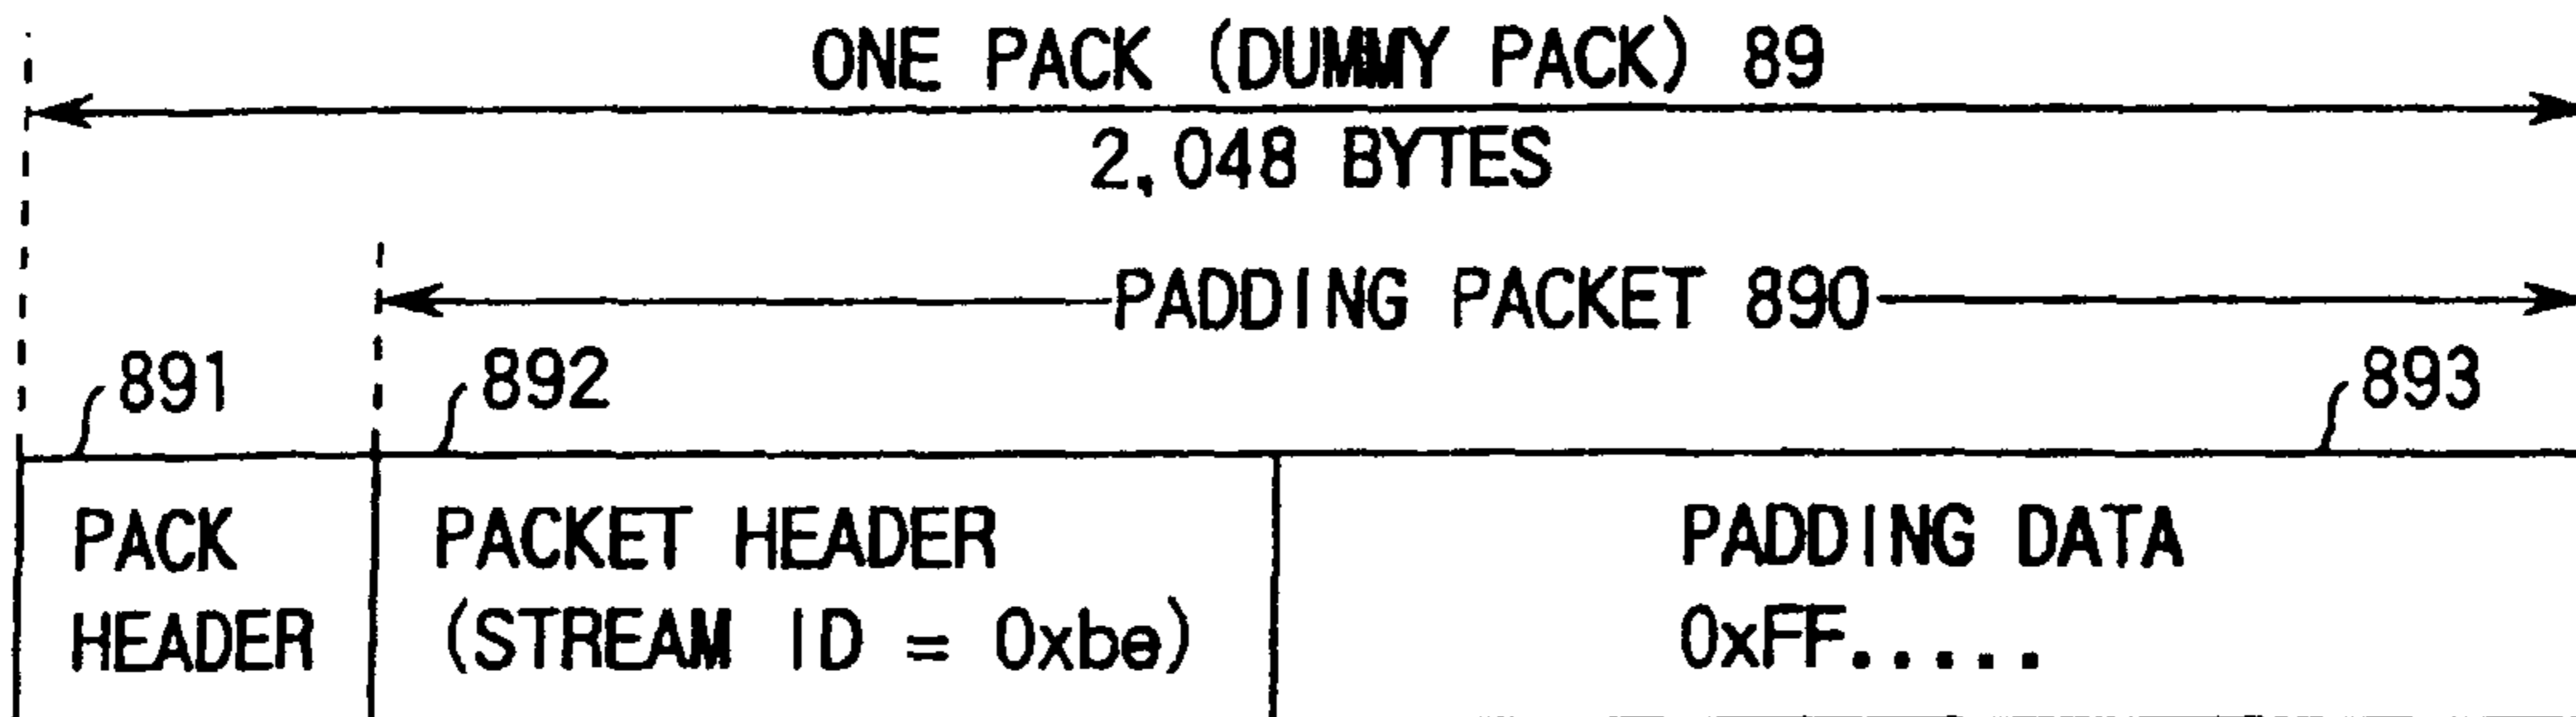 ONE PACK (DUMMY PACK) 89
2,048 BYTES
PADDING PACKET 890
891 892 893
PACK HEADER
PACKET HEADER
(STREAM ID = 0xbe)
PADDING DATA
0xFF.....